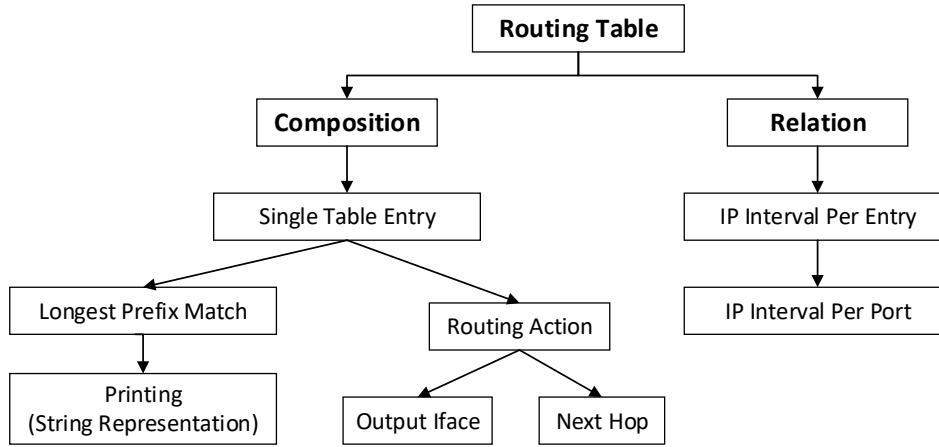 Routing Table
Composition
Relation
Single Table Entry
IP Interval Per Entry
Longest Prefix Match
Routing Action
IP Interval Per Port
Printing
(String Representation)
Output Iface
Next Hop